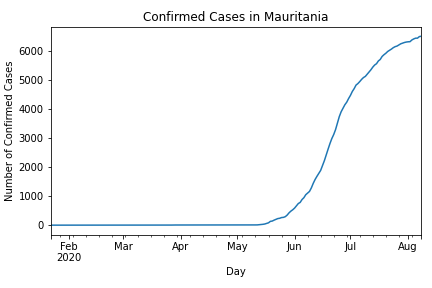 Confirmed Cases in Mauritania
Number of Confirmed Cases
6000
5000
4000
3000
2000
1000
0
Feb Mar Apr May Jun Jul Aug
2020
Day